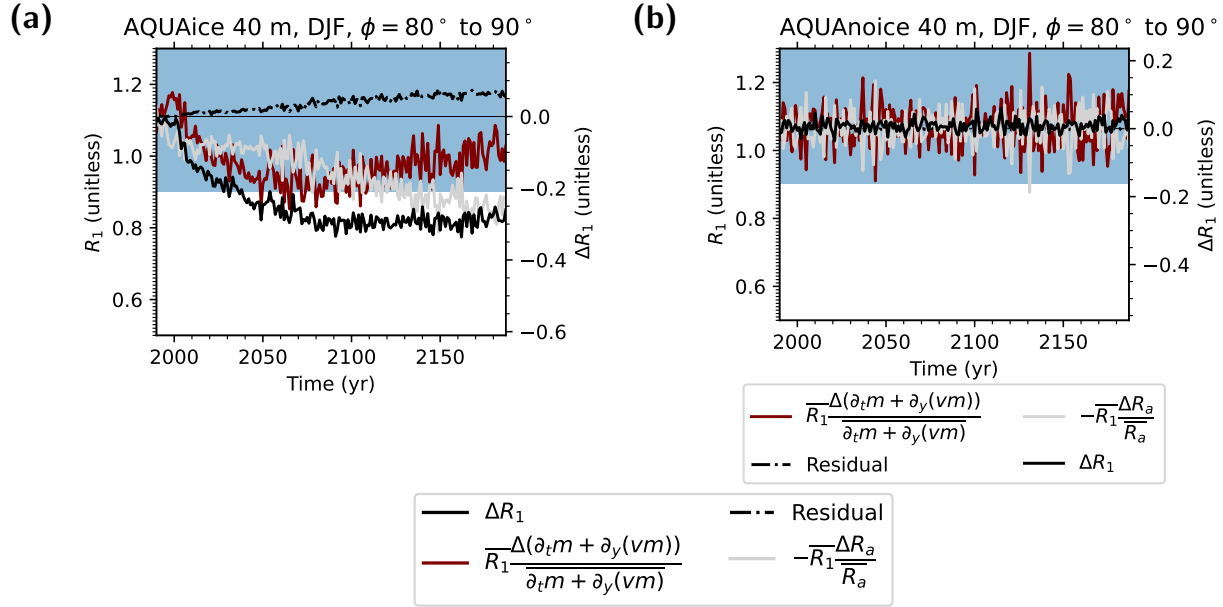 (a)
AQUAice 40 m, DJF, ϕ = 80° to 90°
1.2
1.0
0.8
0.6
R₁ (unitless)
0.0
−0.2
−0.4
−0.6
ΔR₁ (unitless)
2000 2050 2100 2150
Time (yr)
(b)
AQUAnoice 40 m, DJF, ϕ = 80° to 90°
1.2
1.0
0.8
0.6
R₁ (unitless)
0.2
0.0
−0.2
−0.4
ΔR₁ (unitless)
2000 2050 2100 2150
Time (yr)
$\overline{R_1}\frac{\Delta(\partial_t m + \partial_y(vm))}{\overline{\partial_t m + \partial_y(vm)}}$
$-\overline{R_1}\frac{\Delta R_a}{\overline{R_a}}$
Residual
ΔR₁
ΔR₁
Residual
$\overline{R_1}\frac{\Delta(\partial_t m + \partial_y(vm))}{\overline{\partial_t m + \partial_y(vm)}}$
$-\overline{R_1}\frac{\Delta R_a}{\overline{R_a}}$